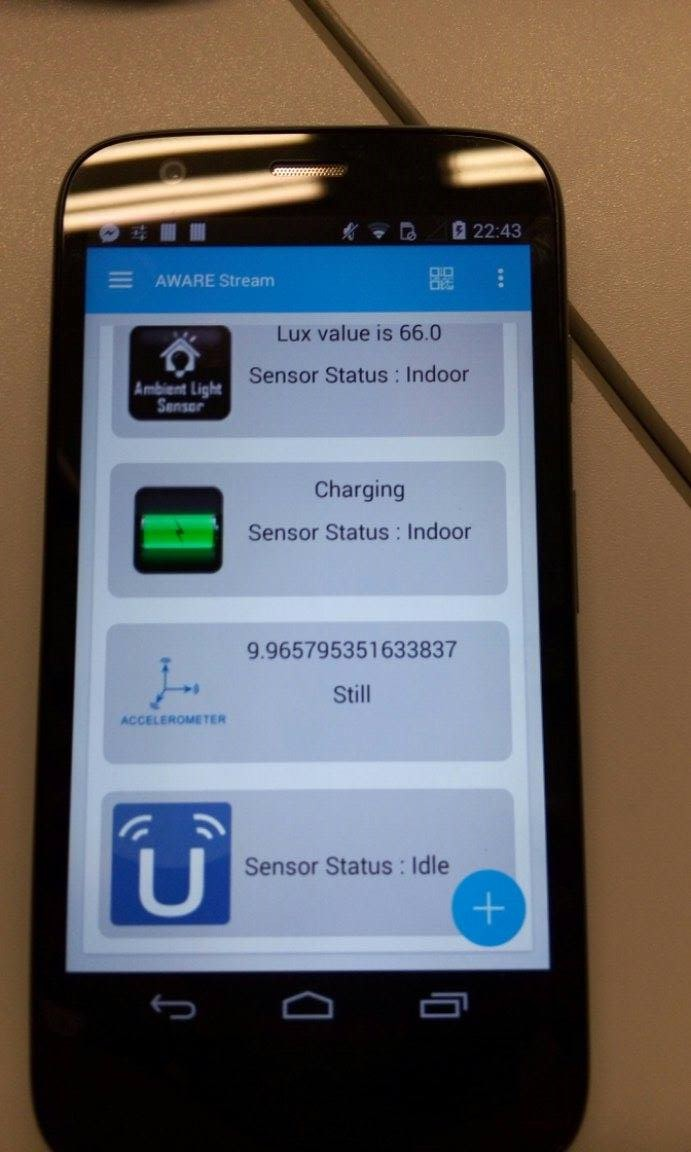 22:43
AWARE Stream
Lux value is 66.0
Ambient Light
Sensor
Sensor Status : Indoor
Charging
Sensor Status : Indoor
9.965795351633837
Still
ACCELEROMETER
U
Sensor Status : Idle